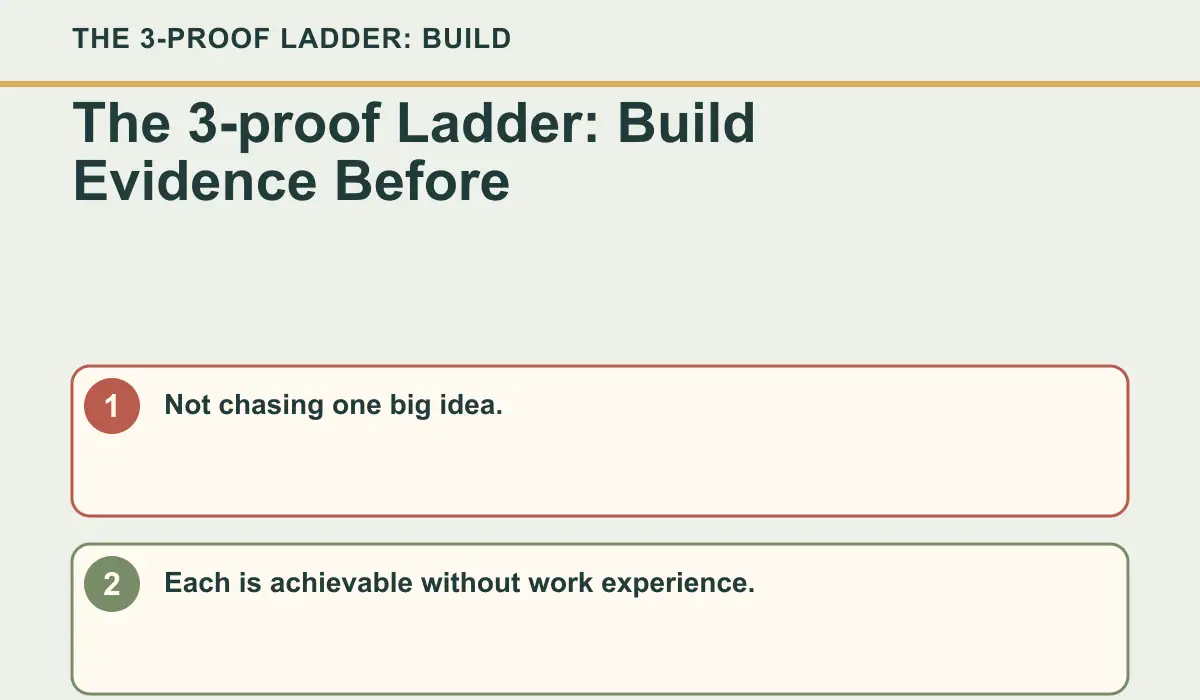 THE 3-PROOF LADDER: BUILD
The 3-proof Ladder: Build
Evidence Before
1 Not chasing one big idea.
2 Each is achievable without work experience.